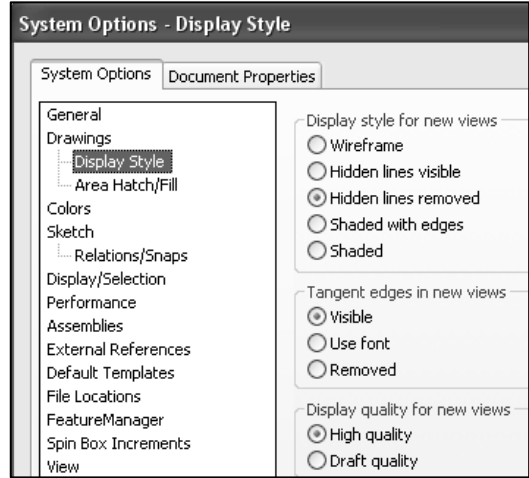 System Options - Display Style
System Options
Document Properties
General
Drawings
Display Style
Area Hatch/Fill
Colors
Sketch
Relations/Snaps
Display/Selection
Performance
Assemblies
External References
Default Templates
File Locations
FeatureManager
Spin Box Increments
View
Display style for new views
Wireframe
Hidden lines visible
Hidden lines removed
Shaded with edges
Shaded
Tangent edges in new views
Visible
Use font
Removed
Display quality for new views
High quality
Draft quality